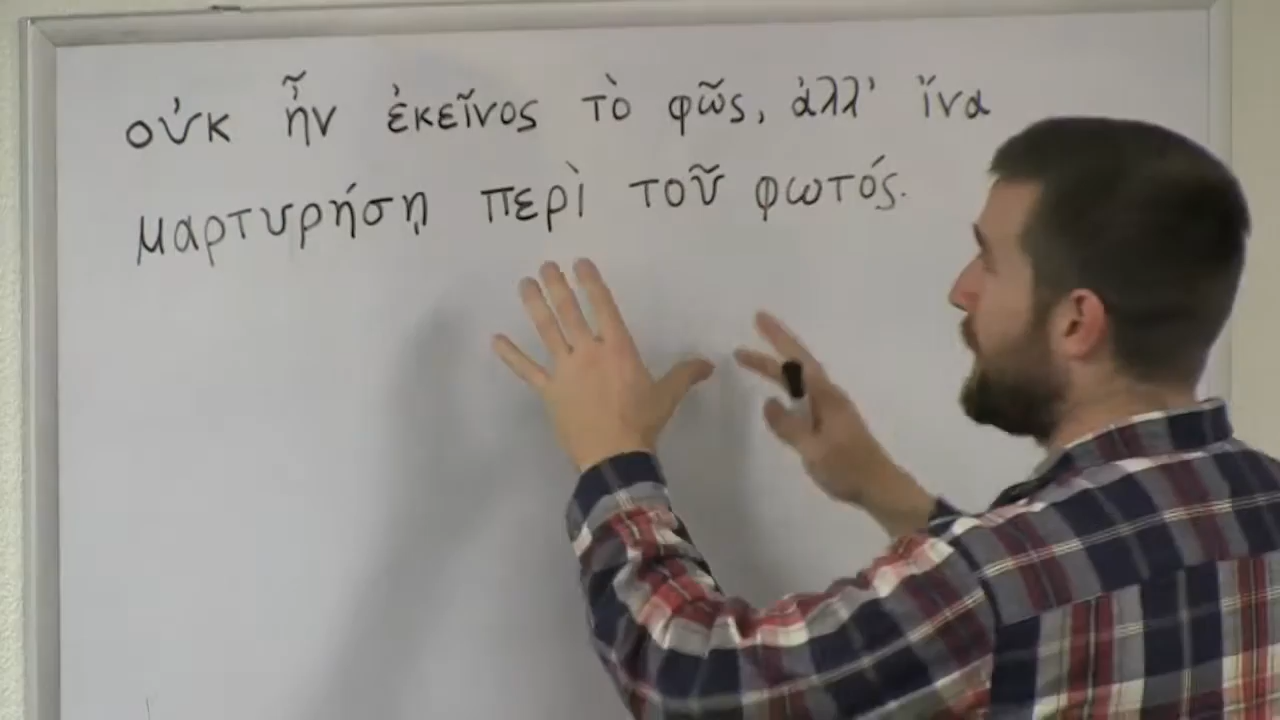 οὐκ ἦν ἐκεῖνος τὸ φῶς, ἀλλ' ἵνα
μαρτυρήσῃ περὶ τοῦ φωτός.